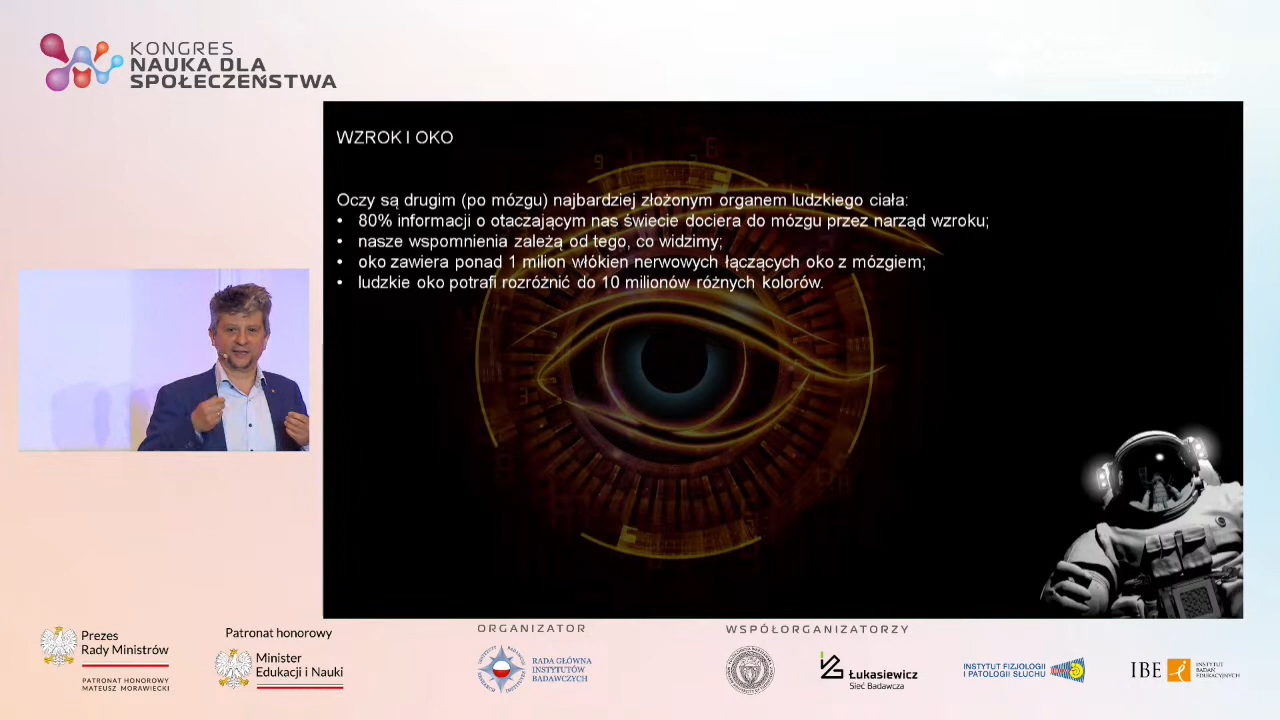 KONGRES
NAUKA DLA
SPOŁECZEŃSTWA
WZROK I OKO
Oczy są drugim (po mózgu) najbardziej złożonym organem ludzkiego ciała:
• 80% informacji o otaczającym nas świecie dociera do mózgu przez narząd wzroku;
• nasze wspomnienia zależą od tego, co widzimy;
• oko zawiera ponad 1 milion włókien nerwowych łączących oko z mózgiem;
• ludzkie oko potrafi rozróżnić do 10 milionów różnych kolorów.
Prezes
Rady Ministrów
PATRONAT HONOROWY
MATEUSZ MORAWIECKI
Patronat honorowy
Minister
Edukacji i Nauki
ORGANIZATOR
RADA GŁÓWNA
INSTYTUTÓW
BADAWCZYCH
WSPÓŁORGANIZATORZY
Łukasiewicz
Sieć Badawcza
INSTYTUT FIZJOLOGII
I PATOLOGII SŁUCHU
IBE
INSTYTUT
BADAŃ
EDUKACYJNYCH